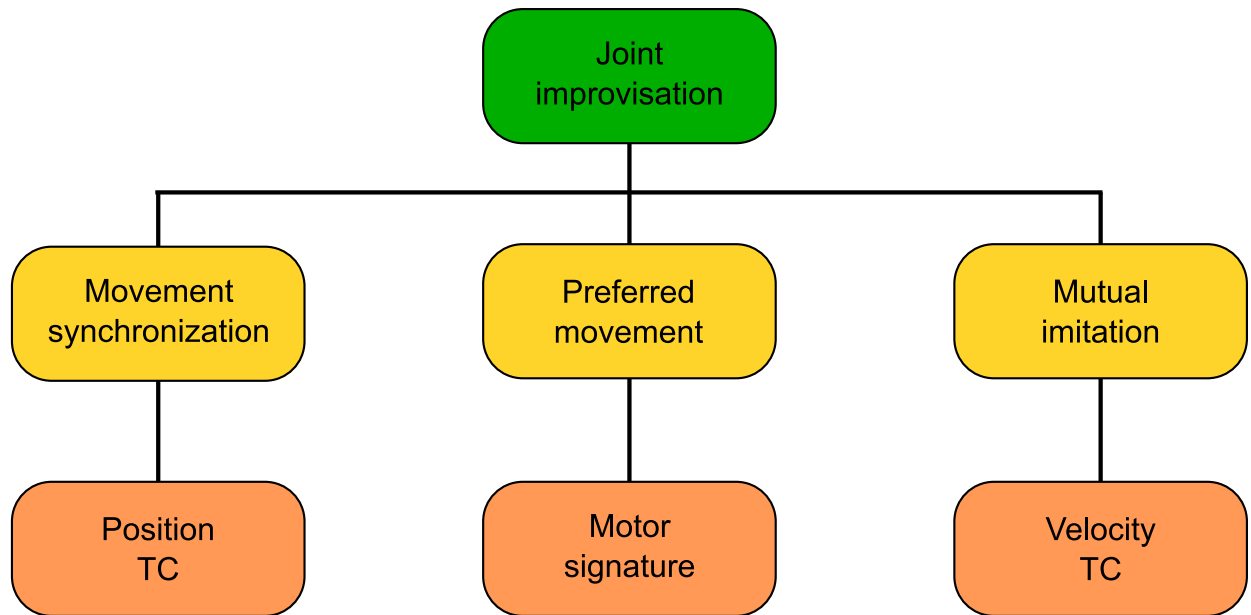 Joint
improvisation
Movement
synchronization
Preferred
movement
Mutual
imitation
Position
TC
Motor
signature
Velocity
TC